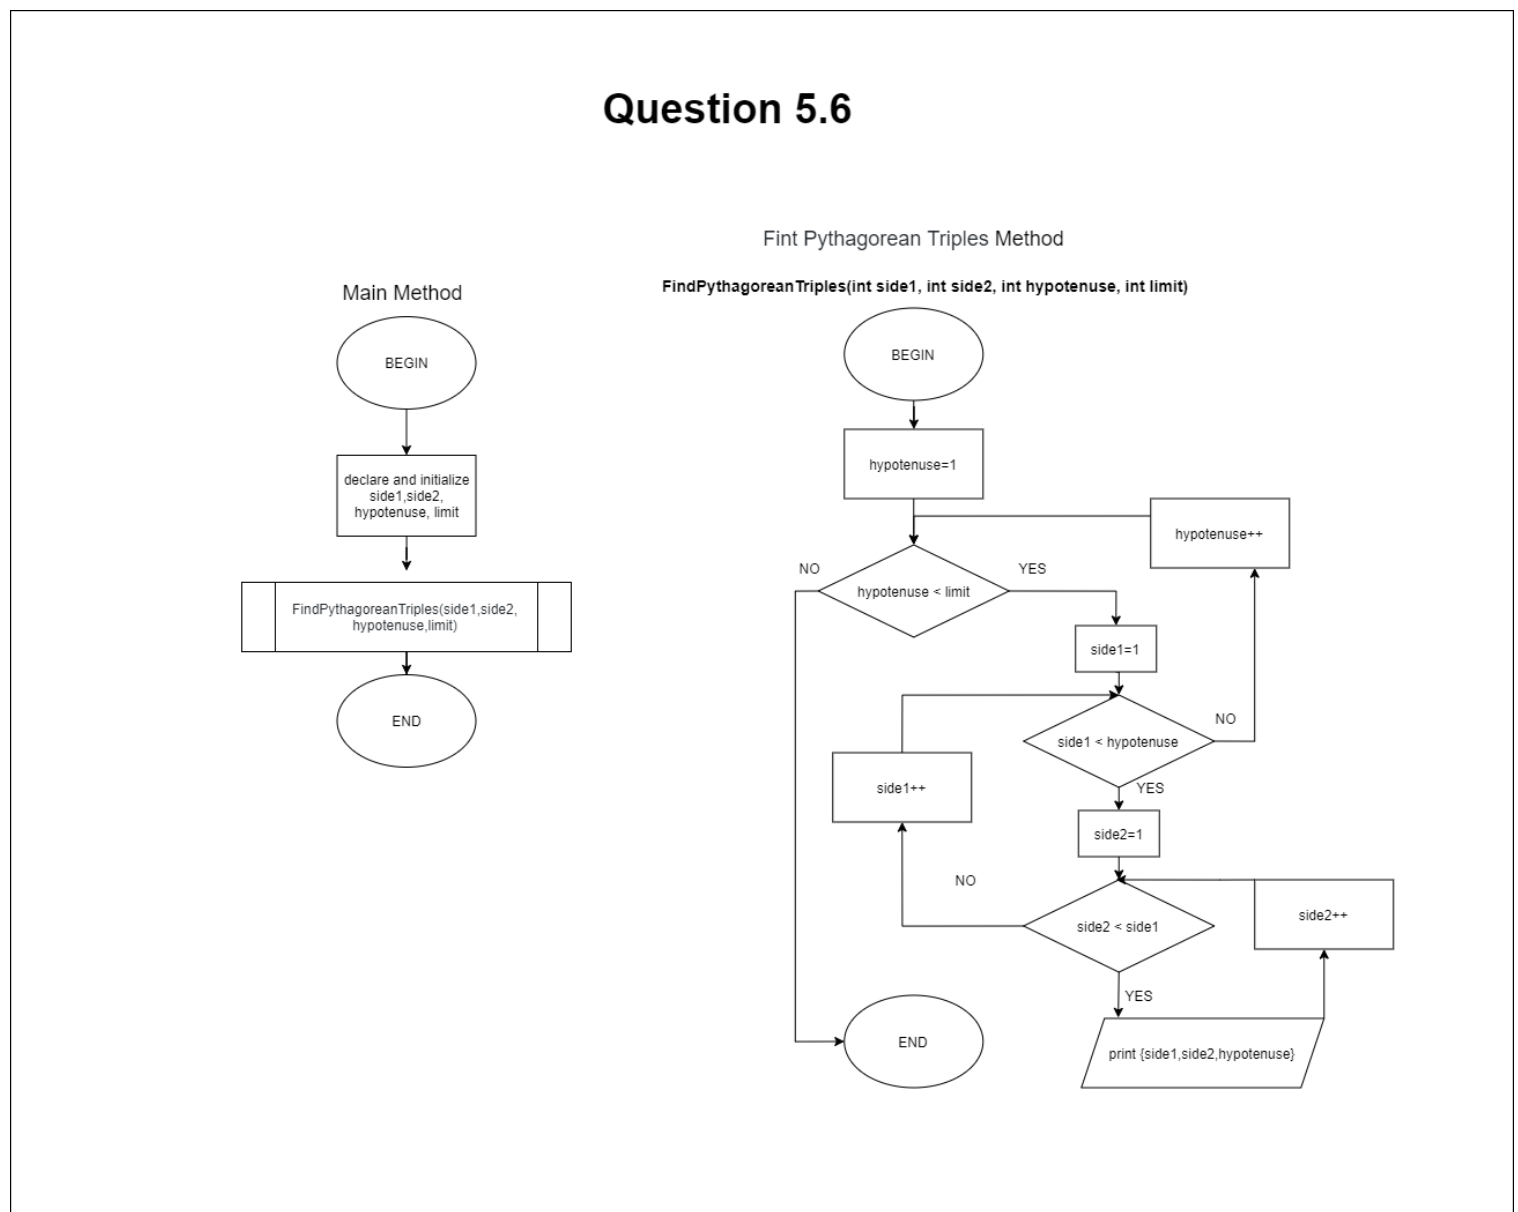 Question 5.6
Main Method
BEGIN
declare and initialize
side1,side2,
hypotenuse, limit
FindPythagoreanTriples(side1,side2,
hypotenuse,limit)
END
Fint Pythagorean Triples Method
FindPythagoreanTriples(int side1, int side2, int hypotenuse, int limit)
BEGIN
hypotenuse=1
hypotenuse++
NO
YES
hypotenuse < limit
side1=1
NO
side1 < hypotenuse
side1++
YES
side2=1
NO
side2++
side2 < side1
YES
END
print {side1,side2,hypotenuse}